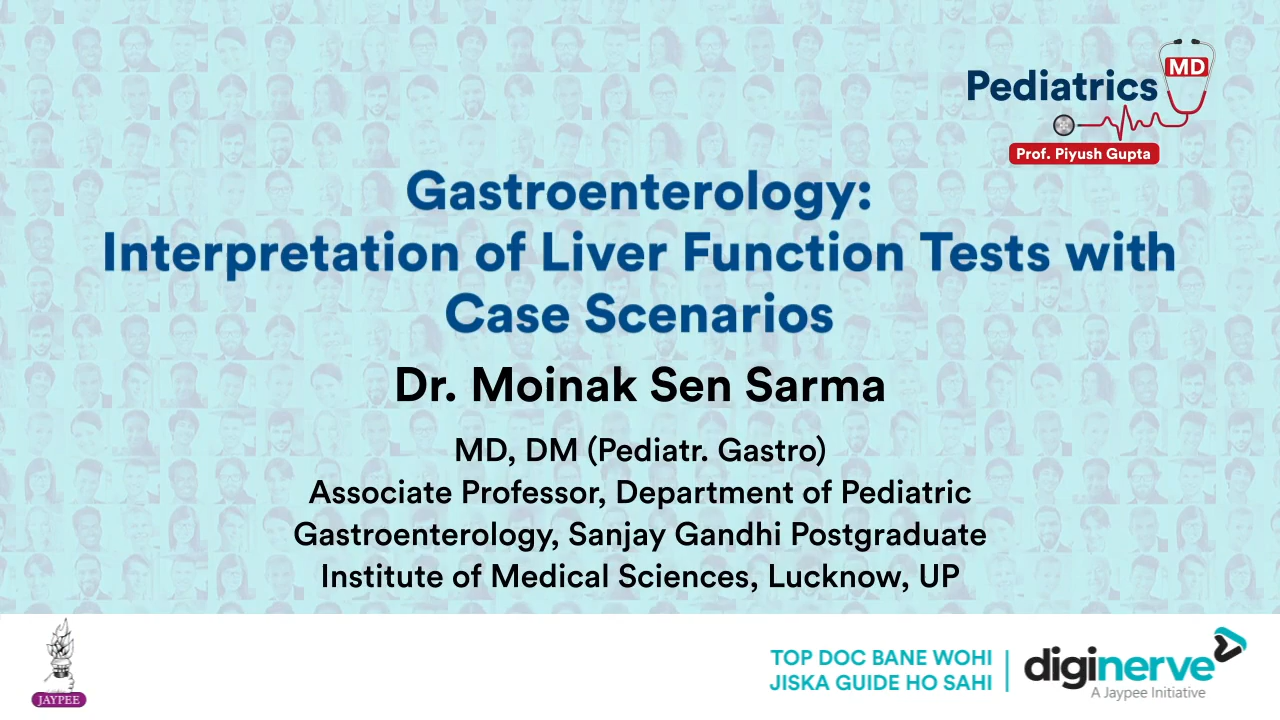 Pediatrics MD
Prof. Piyush Gupta
Gastroenterology:
Interpretation of Liver Function Tests with
Case Scenarios
Dr. Moinak Sen Sarma
MD, DM (Pediatr. Gastro)
Associate Professor, Department of Pediatric
Gastroenterology, Sanjay Gandhi Postgraduate
Institute of Medical Sciences, Lucknow, UP
JAYPEE
TOP DOC BANE WOHI
JISKA GUIDE HO SAHI
diginerve
A Jaypee Initiative